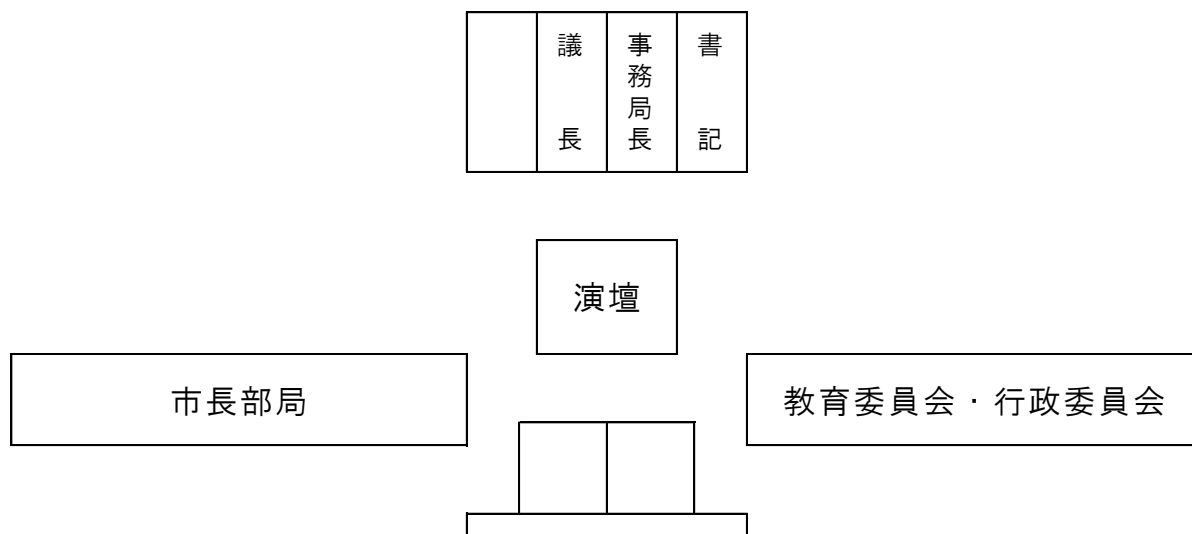 議長
事務局長
書記
演壇
市長部局
教育委員会・行政委員会